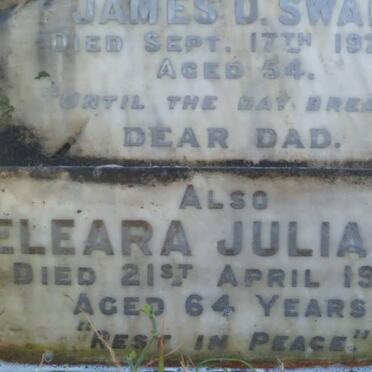 JAMES D. SWA
DIED SEPT. 17TH 19
AGED 54.
"UNTIL THE DAY BREA
DEAR DAD.
ALSO
ELEARA JULIA
DIED 21ST APRIL 19
AGED 64 YEARS
"REST IN PEACE."